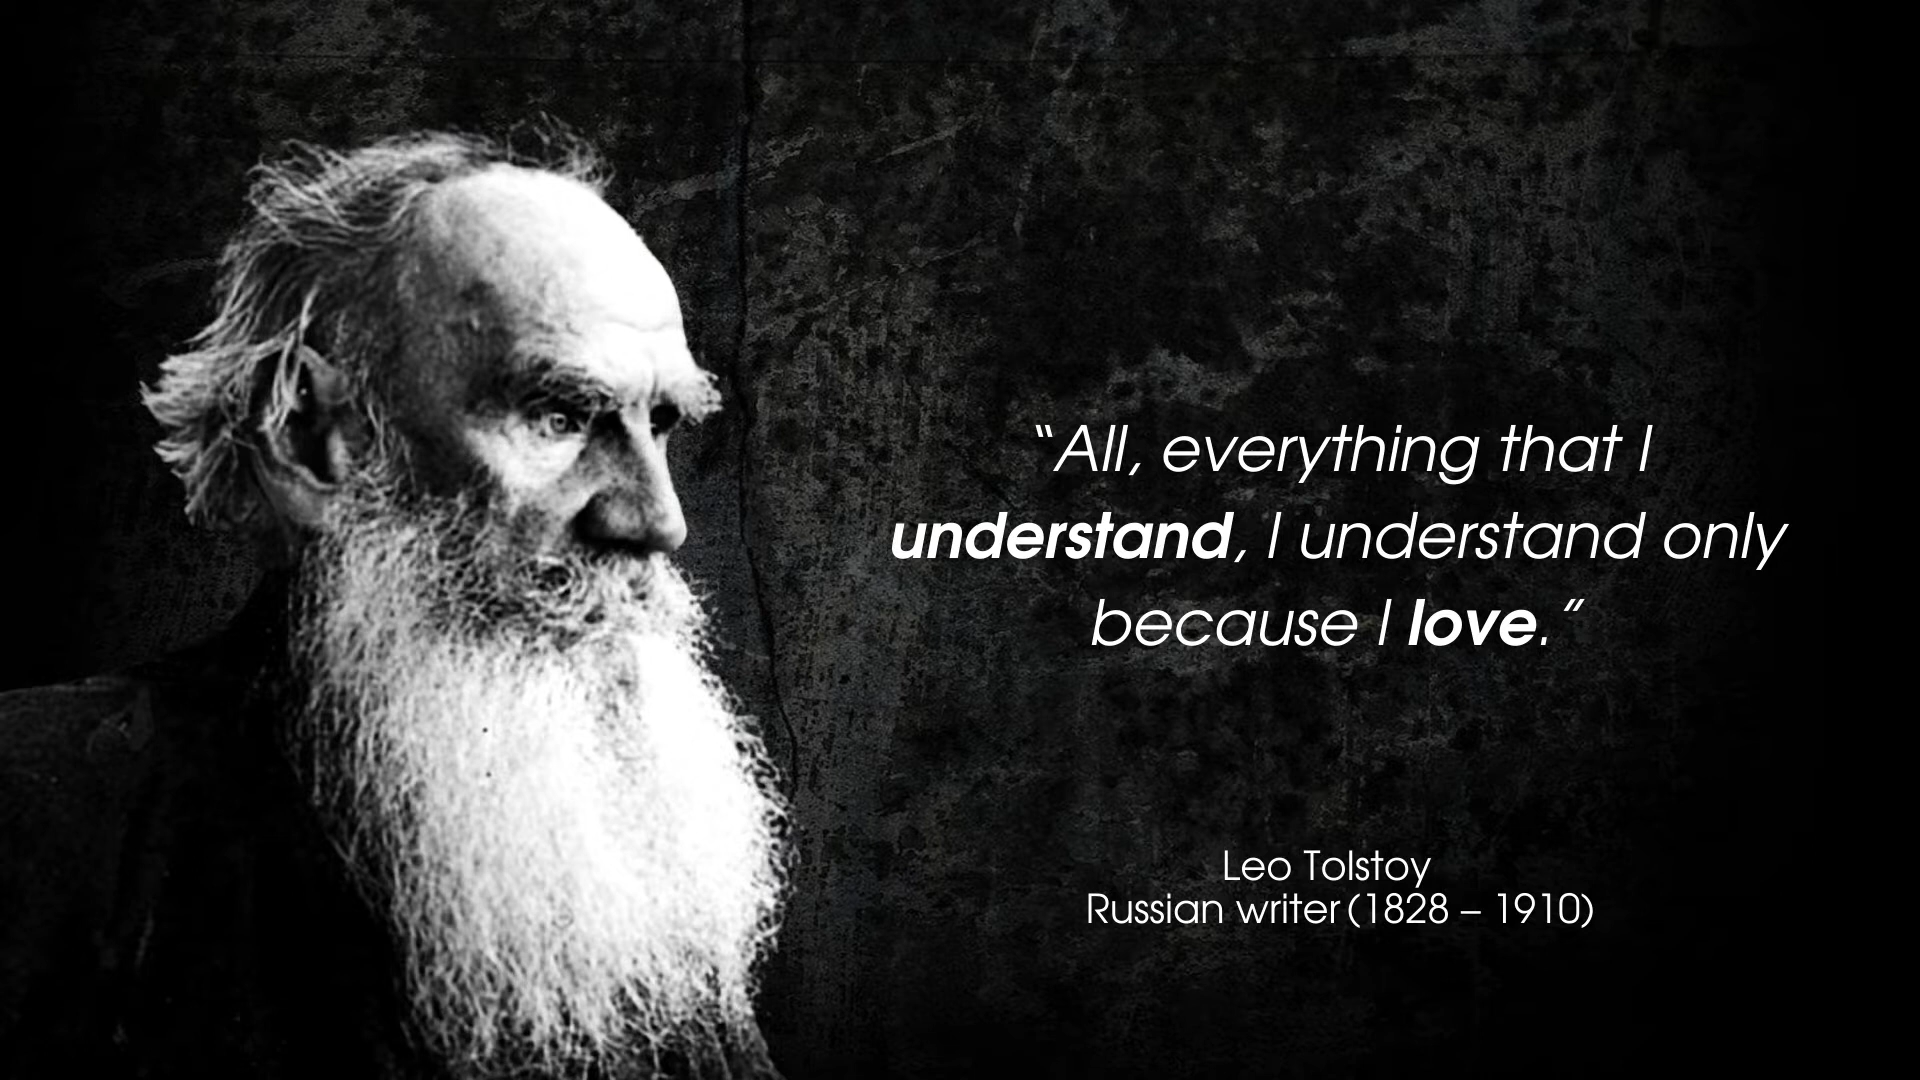 “All, everything that I
understand, I understand only
because I love.”
Leo Tolstoy
Russian writer (1828 – 1910)